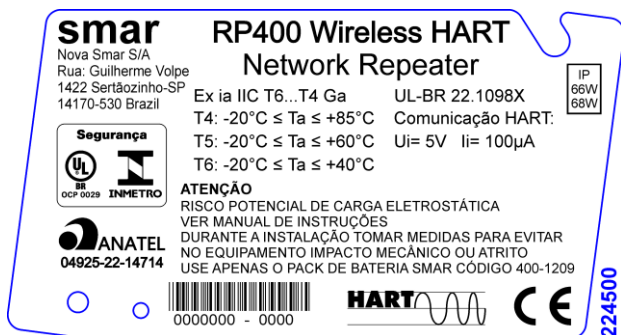 smar
Nova Smar S/A
Rua: Guilherme Volpe
1422 Sertãozinho-SP
14170-530 Brazil
RP400 Wireless HART
Network Repeater
Ex ia IIC T6...T4 Ga
UL-BR 22.1098X
T4: -20°C ≤ Ta ≤ +85°C
Comunicação HART:
T5: -20°C ≤ Ta ≤ +60°C
Ui= 5V Ii= 100µA
T6: -20°C ≤ Ta ≤ +40°C
IP
66W
68W
Segurança
UL
BR
OCP 0029
INMETRO
ANATEL
04925-22-14714
ATENÇÃO
RISCO POTENCIAL DE CARGA ELETROSTÁTICA
VER MANUAL DE INSTRUÇÕES
DURANTE A INSTALAÇÃO TOMAR MEDIDAS PARA EVITAR
NO EQUIPAMENTO IMPACTO MECÂNICO OU ATRITO
USE APENAS O PACK DE BATERIA SMAR CÓDIGO 400-1209
0000000 - 0000
HART
CE
224500